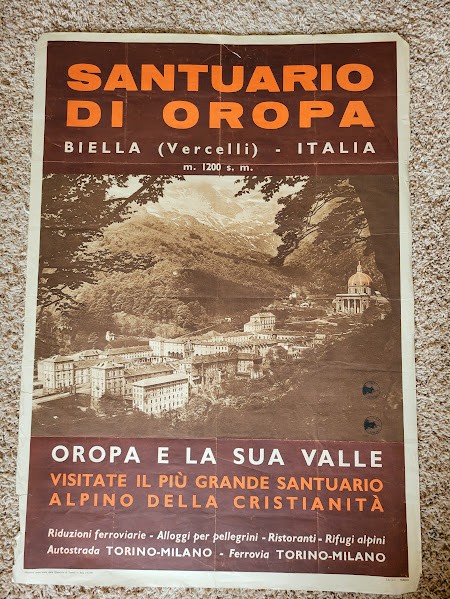 SANTUARIO
DI OROPA
BIELLA (Vercelli) - ITALIA
m. 1200 s. m.
OROPA E LA SUA VALLE
VISITATE IL PIÙ GRANDE SANTUARIO
ALPINO DELLA CRISTIANITÀ
Riduzioni ferroviarie - Alloggi per pellegrini - Ristoranti - Rifugi alpini
Autostrada TORINO-MILANO - Ferrovia TORINO-MILANO